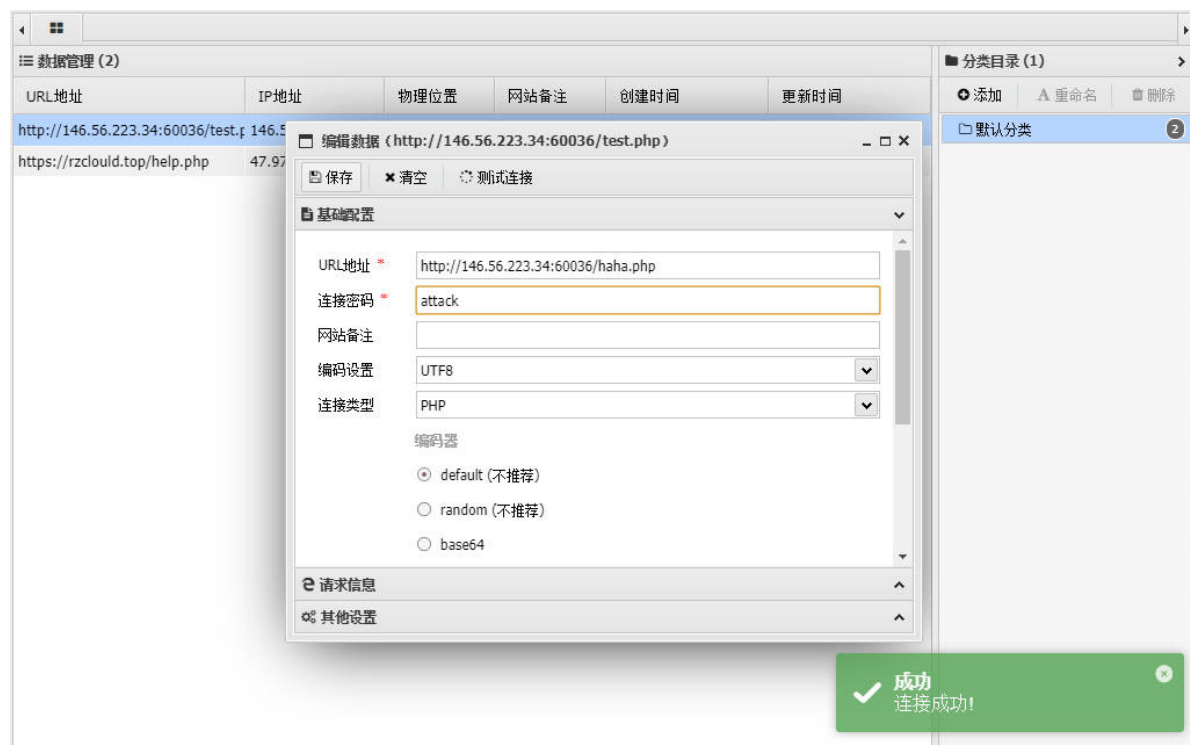 数据管理 (2)
分类目录 (1)
URL地址 IP地址 物理位置 网站备注 创建时间 更新时间
添加 A 重命名 删除
http://146.56.223.34:60036/test.p 146.5
默认分类 2
https://rzclould.top/help.php 47.97
编辑数据 (http://146.56.223.34:60036/test.php)
保存 清空 测试连接
基础配置
URL地址 * http://146.56.223.34:60036/haha.php
连接密码 * attack
网站备注
编码设置 UTF8
连接类型 PHP
编码器
default (不推荐)
random (不推荐)
base64
请求信息
其他设置
成功
连接成功!